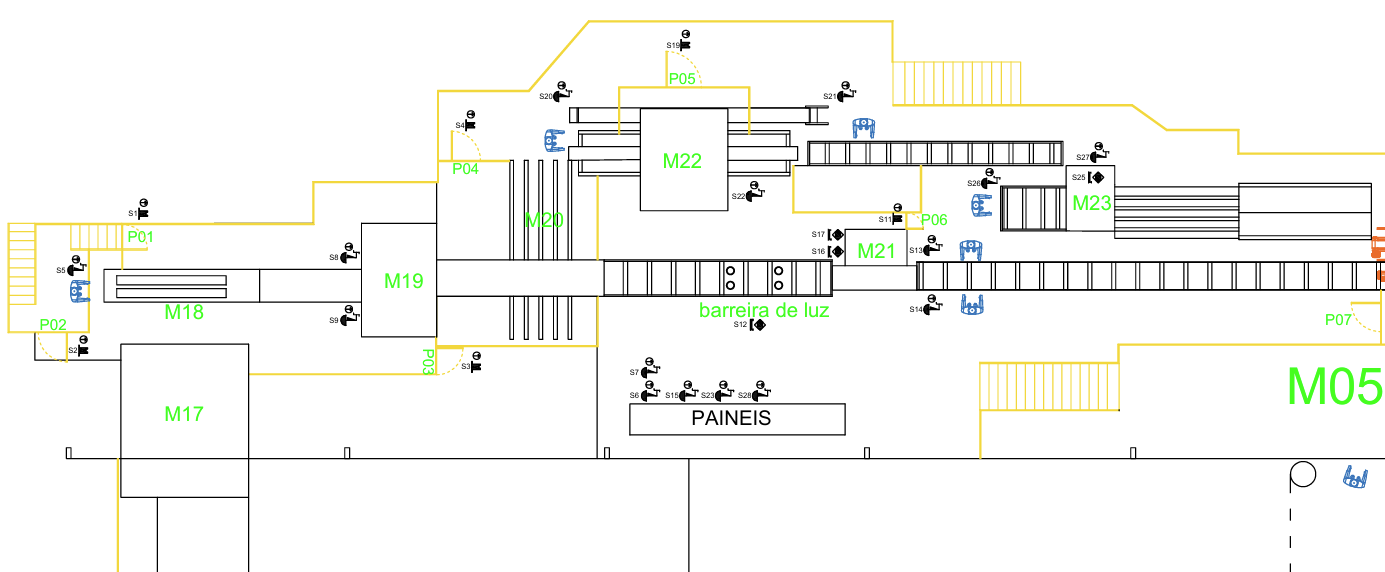 S19
P05
S20
S21
S4
M22
S27
P04
S25
S26
S22
M23
S1
M20
S11
P06
P01
S17
S8
S16
M21
S13
S5
M19
M18
barreira de luz
S14
S9
P02
S12
P07
S2
P03
S3
S7
M05
S6
S15
S23
S28
M17
PAINEIS